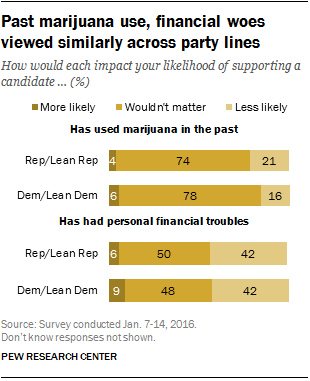 Past marijuana use, financial woes
viewed similarly across party lines
How would each impact your likelihood of supporting a
candidate ... (%)
More likely Wouldn't matter Less likely
Has used marijuana in the past
Rep/Lean Rep 4 74 21
Dem/Lean Dem 6 78 16
Has had personal financial troubles
Rep/Lean Rep 6 50 42
Dem/Lean Dem 9 48 42
Source: Survey conducted Jan. 7-14, 2016.
Don't know responses not shown.
PEW RESEARCH CENTER